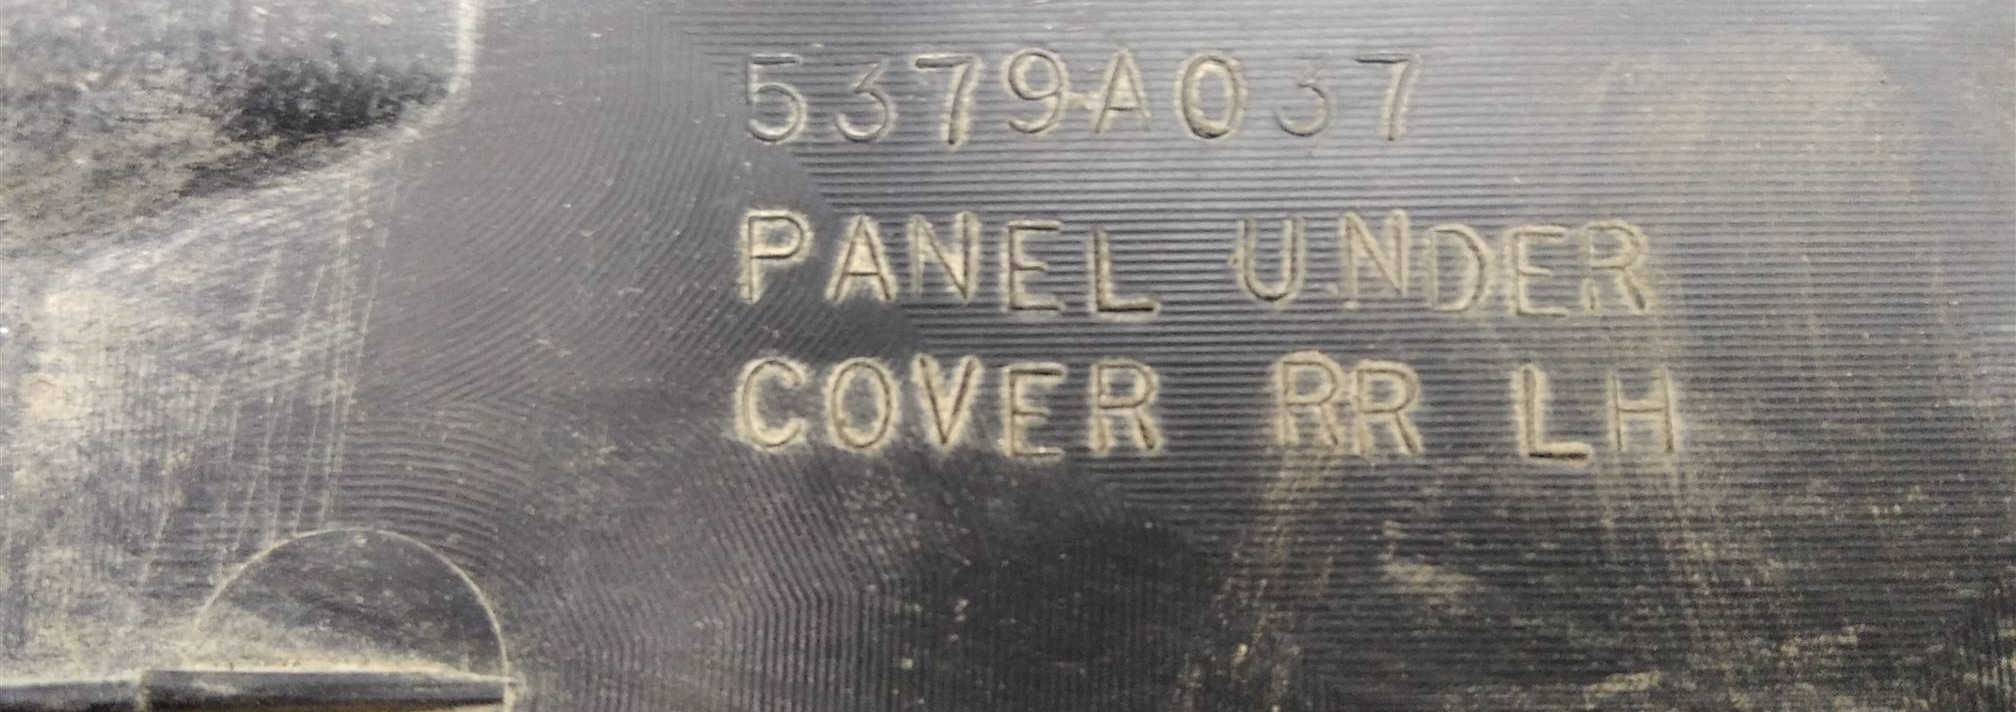 5379A037
PANEL UNDER
COVER RR LH